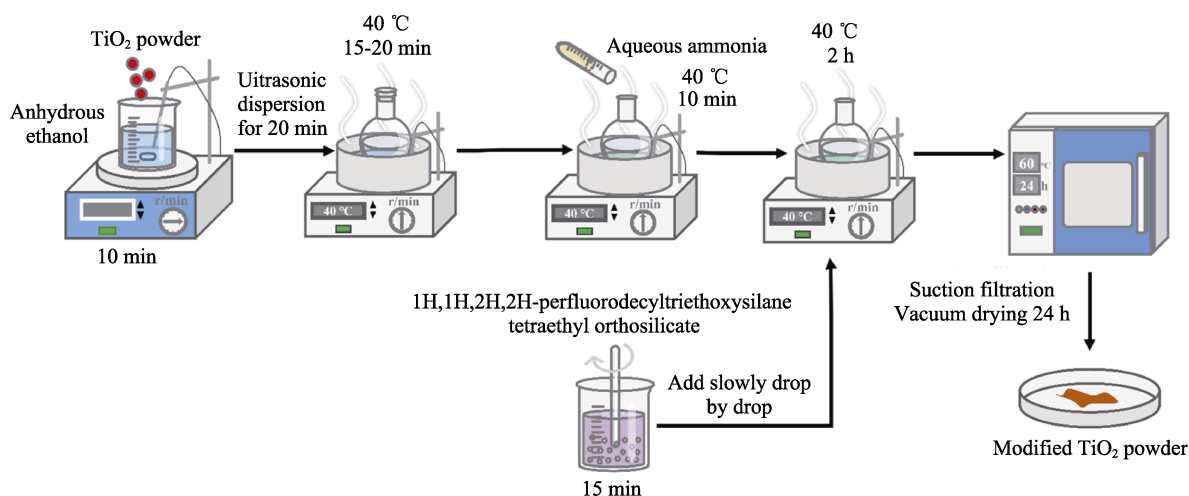 TiO₂ powder
Anhydrous
ethanol
r/min
10 min
Uitrasonic
dispersion
for 20 min
40 ℃
15-20 min
r/min
40 ℃
Aqueous ammonia
40 ℃
10 min
r/min
40 ℃
40 ℃
2 h
r/min
40 ℃
60 ℃
24 h
1H,1H,2H,2H-perfluorodecyltriethoxysilane
tetraethyl orthosilicate
Add slowly drop
by drop
15 min
Suction filtration
Vacuum drying 24 h
Modified TiO₂ powder